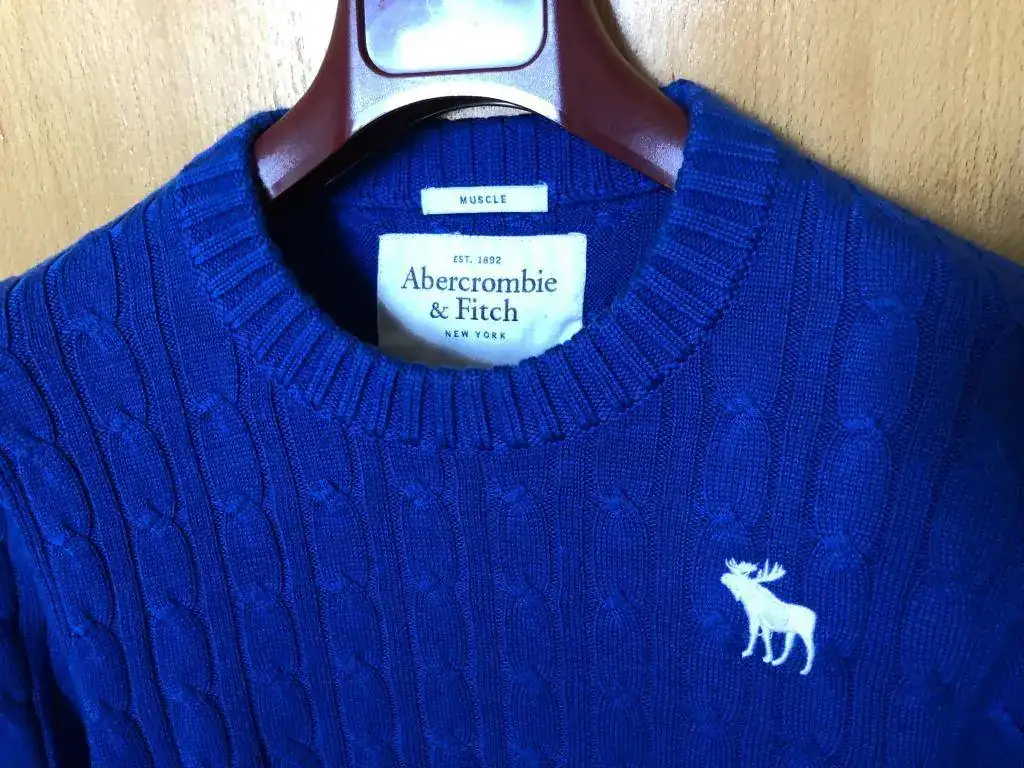 MUSCLE
EST. 1892
Abercrombie
& Fitch
NEW YORK